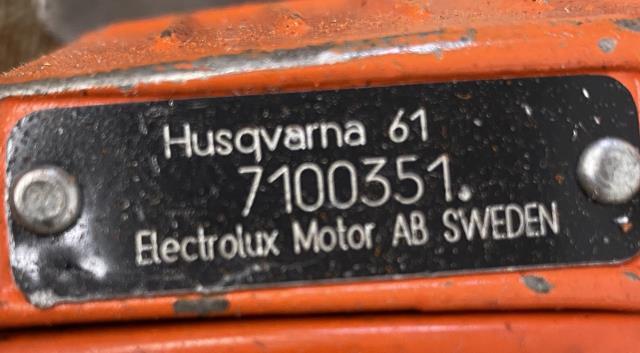 Husqvarna 61
7100351.
Electrolux Motor AB SWEDEN